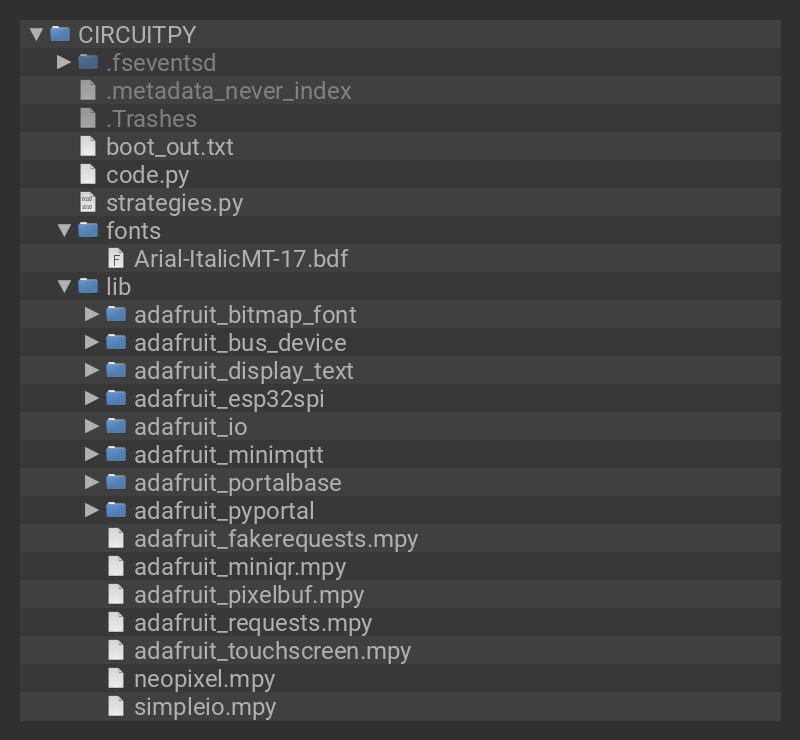 CIRCUITPY
.fseventsd
.metadata_never_index
.Trashes
boot_out.txt
code.py
strategies.py
fonts
Arial-ItalicMT-17.bdf
lib
adafruit_bitmap_font
adafruit_bus_device
adafruit_display_text
adafruit_esp32spi
adafruit_io
adafruit_minimqtt
adafruit_portalbase
adafruit_pyportal
adafruit_fakerequests.mpy
adafruit_miniqr.mpy
adafruit_pixelbuf.mpy
adafruit_requests.mpy
adafruit_touchscreen.mpy
neopixel.mpy
simpleio.mpy